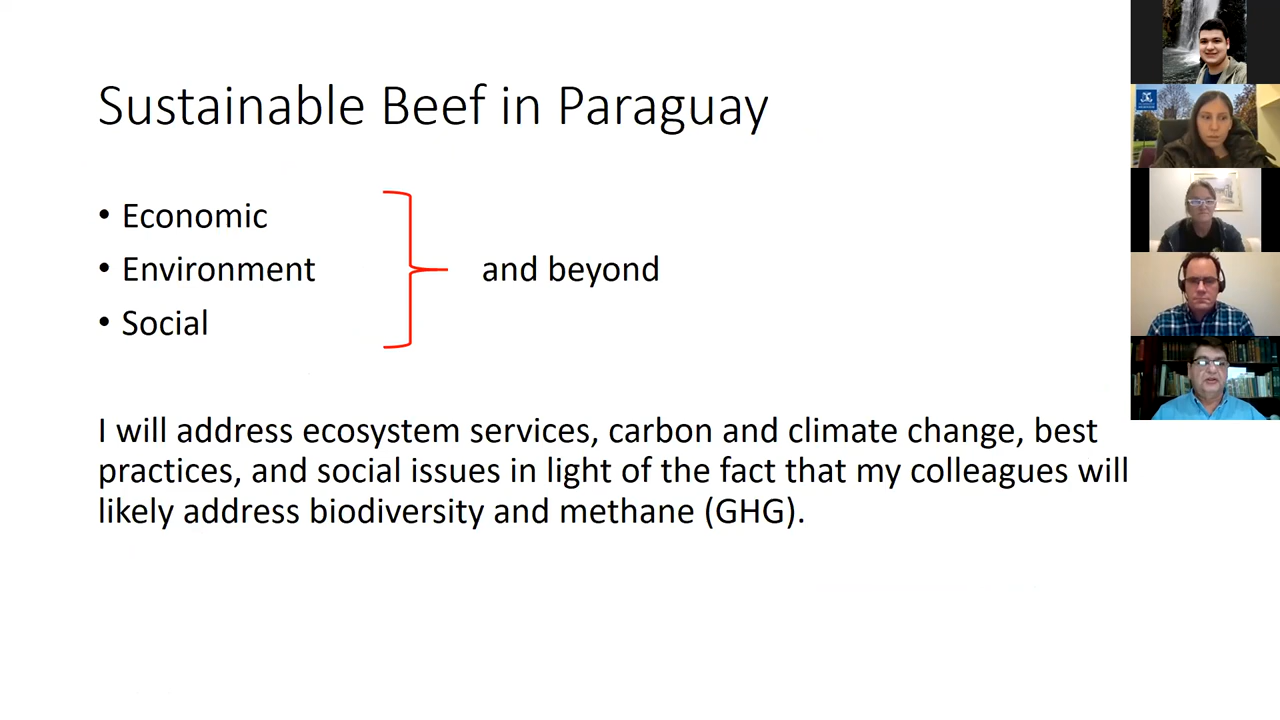 Sustainable Beef in Paraguay
• Economic
• Environment
and beyond
• Social
I will address ecosystem services, carbon and climate change, best
practices, and social issues in light of the fact that my colleagues will
likely address biodiversity and methane (GHG).